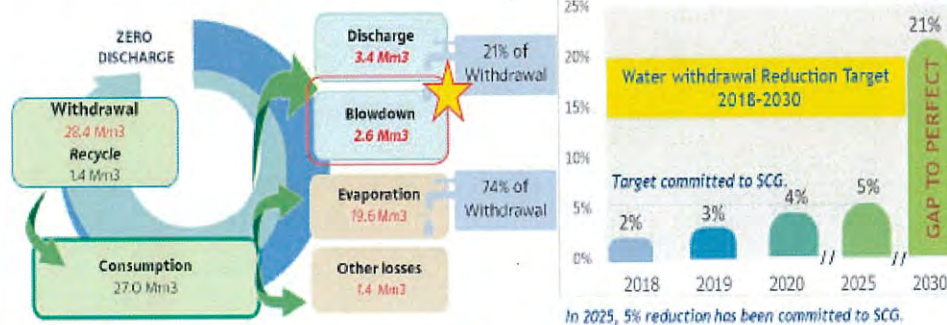 ZERO
DISCHARGE
Withdrawal
28.4 Mm3
Recycle
1.4 Mm3
Consumption
27.0 Mm3
Discharge
3.4 Mm3
Blowdown
2.6 Mm3
21% of
Withdrawal
Evaporation
19.6 Mm3
74% of
Withdrawal
Other losses
1.4 Mm3
25%
20%
15%
10%
5%
0%
Water withdrawal Reduction Target
2018-2030
Target committed to SCG.
2%
3%
4%
5%
21%
GAP TO PERFECT
2018
2019
2020
//
2025
//
2030
In 2025, 5% reduction has been committed to SCG.